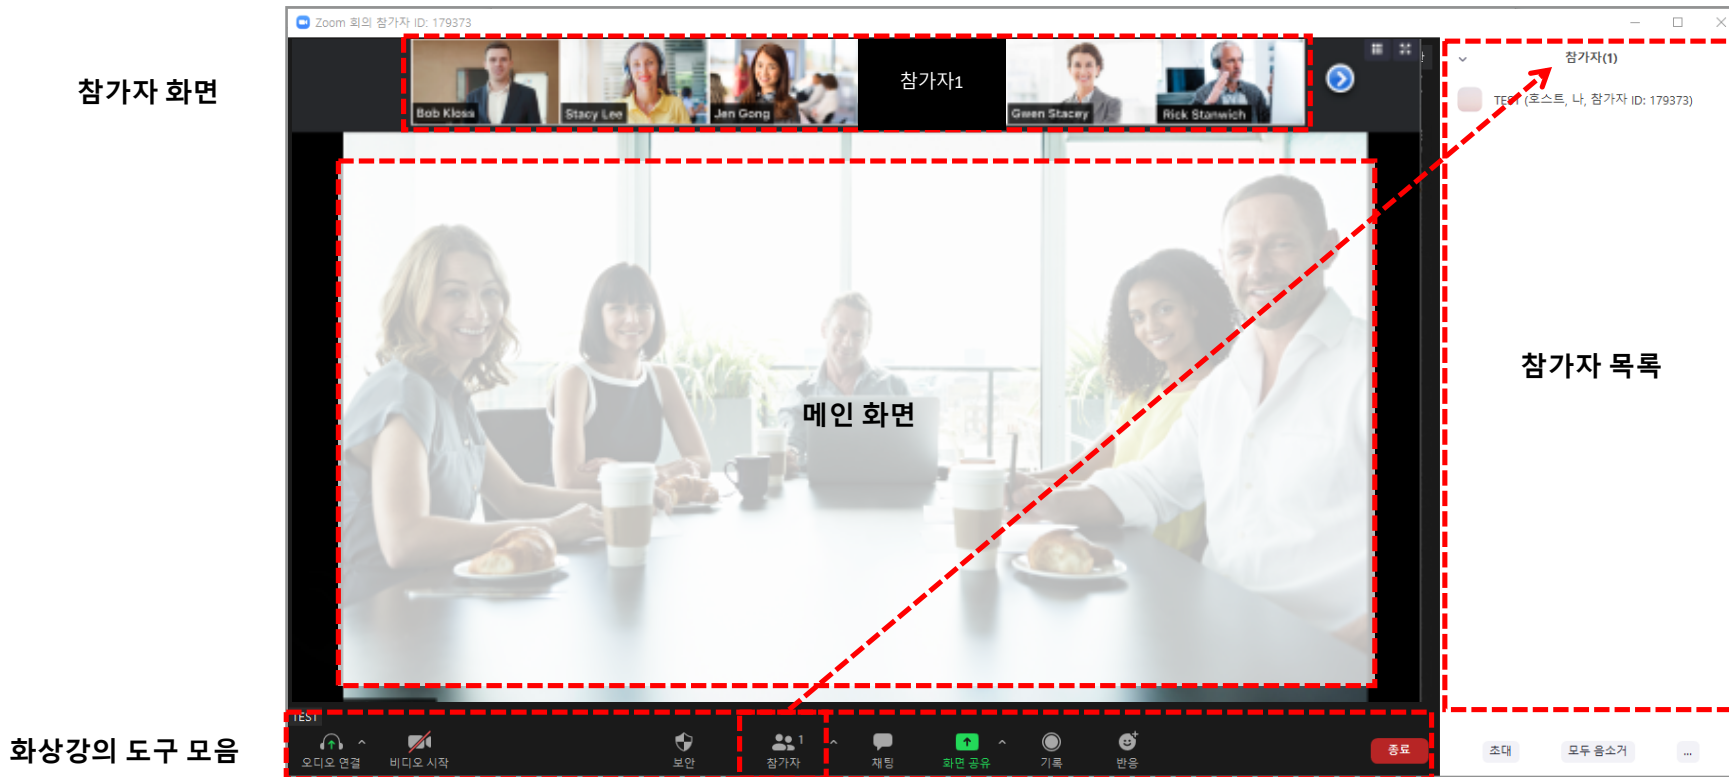 Zoom 회의 참가자 ID: 179373
참가자 화면
Bob Kloss
Stacy Lee
Jen Gong
참가자1
Gwen Stacey
Rick Stanwich
참가자(1)
TEST (호스트, 나, 참가자 ID: 179373)
메인 화면
참가자 목록
TEST
화상강의 도구 모음
오디오 연결
비디오 시작
보안
1
참가자
채팅
화면 공유
기록
반응
종료
초대
모두 음소거
...